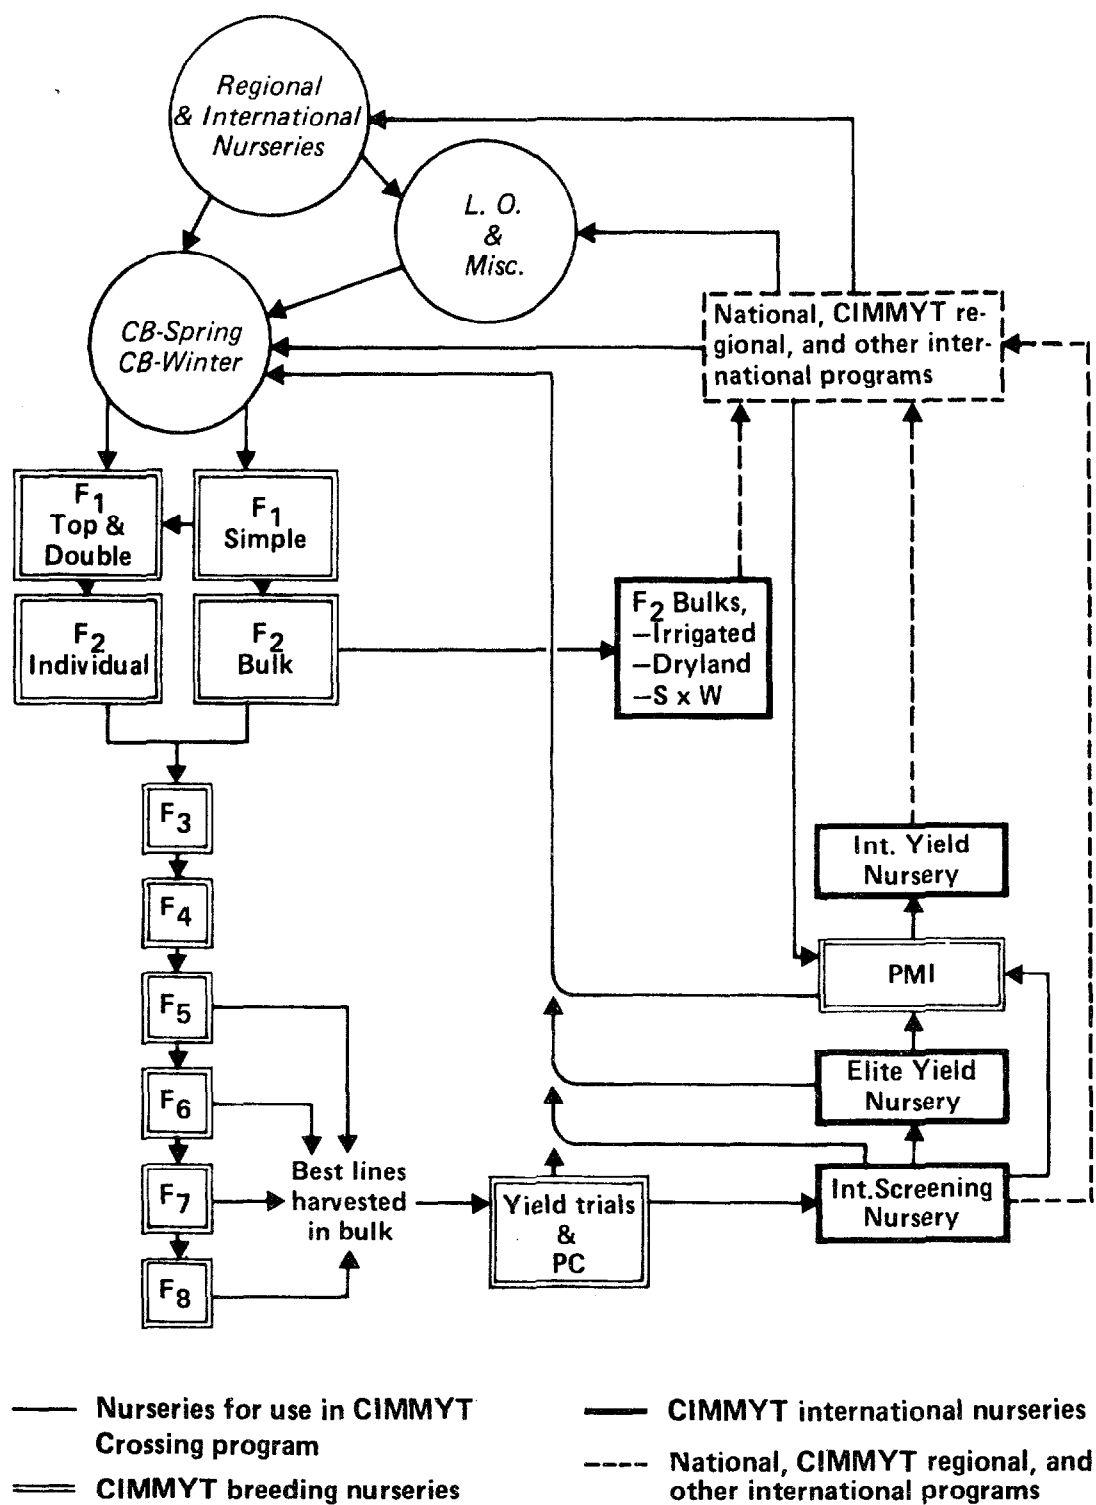 Regional
& International
Nurseries
L. O.
&
Misc.
CB-Spring
CB-Winter
National, CIMMYT re-
gional, and other inter-
national programs
F1
Top &
Double
F1
Simple
F2
Individual
F2
Bulk
F2 Bulks,
—Irrigated
—Dryland
—S x W
F3
F4
F5
F6
F7
F8
Best lines
harvested
in bulk
Yield trials
&
PC
Int. Yield
Nursery
PMI
Elite Yield
Nursery
Int.Screening
Nursery
Nurseries for use in CIMMYT
Crossing program
CIMMYT breeding nurseries
CIMMYT international nurseries
National, CIMMYT regional, and
other international programs